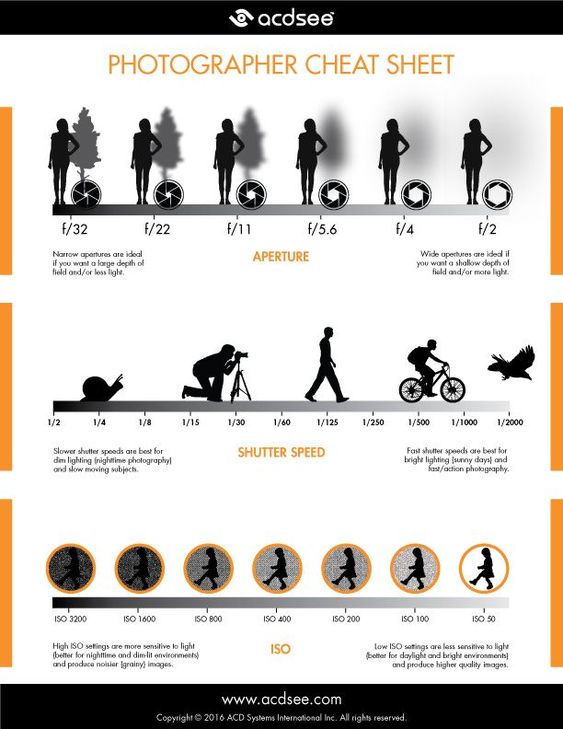 acdsee™
PHOTOGRAPHER CHEAT SHEET
f/32 f/22 f/11 f/5.6 f/4 f/2
Narrow apertures are ideal
if you want a large depth of
field and/or less light.
APERTURE
Wide apertures are ideal if
you want a shallow depth of
field and/or more light.
1/2 1/4 1/8 1/15 1/30 1/60 1/125 1/250 1/500 1/1000 1/2000
Slower shutter speeds are best for
dim lighting (nighttime photography)
and slow moving subjects.
SHUTTER SPEED
Fast shutter speeds are best for
bright lighting (sunny days) and
fast/action photography.
ISO 3200 ISO 1600 ISO 800 ISO 400 ISO 200 ISO 100 ISO 50
High ISO settings are more sensitive to light
(better for nighttime and dim-lit environments)
and produce noisier (grainy) images.
ISO
Low ISO settings are less sensitive to light
(better for daylight and bright environments)
and produce higher quality images.
www.acdsee.com
Copyright © 2016 ACD Systems International Inc. All rights reserved.